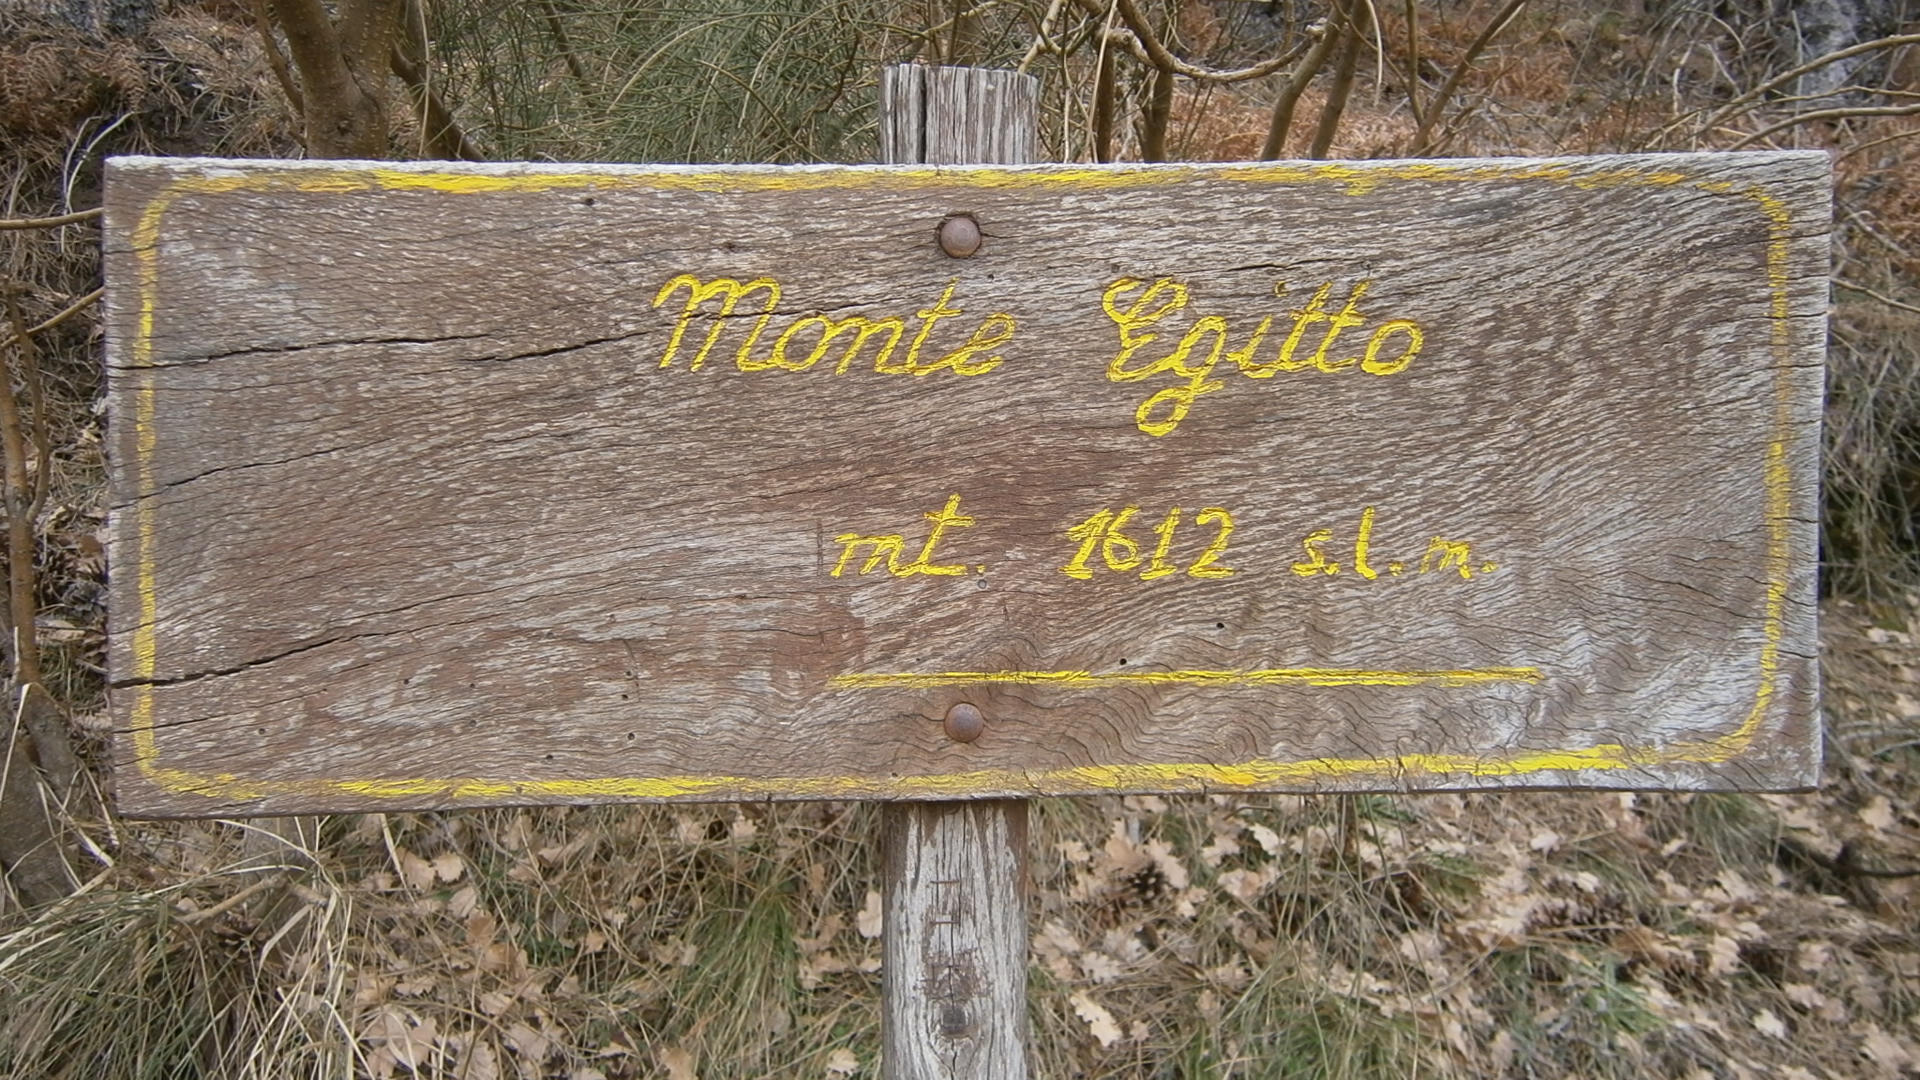 Monte Egitto
mt. 1612 s.l.m.